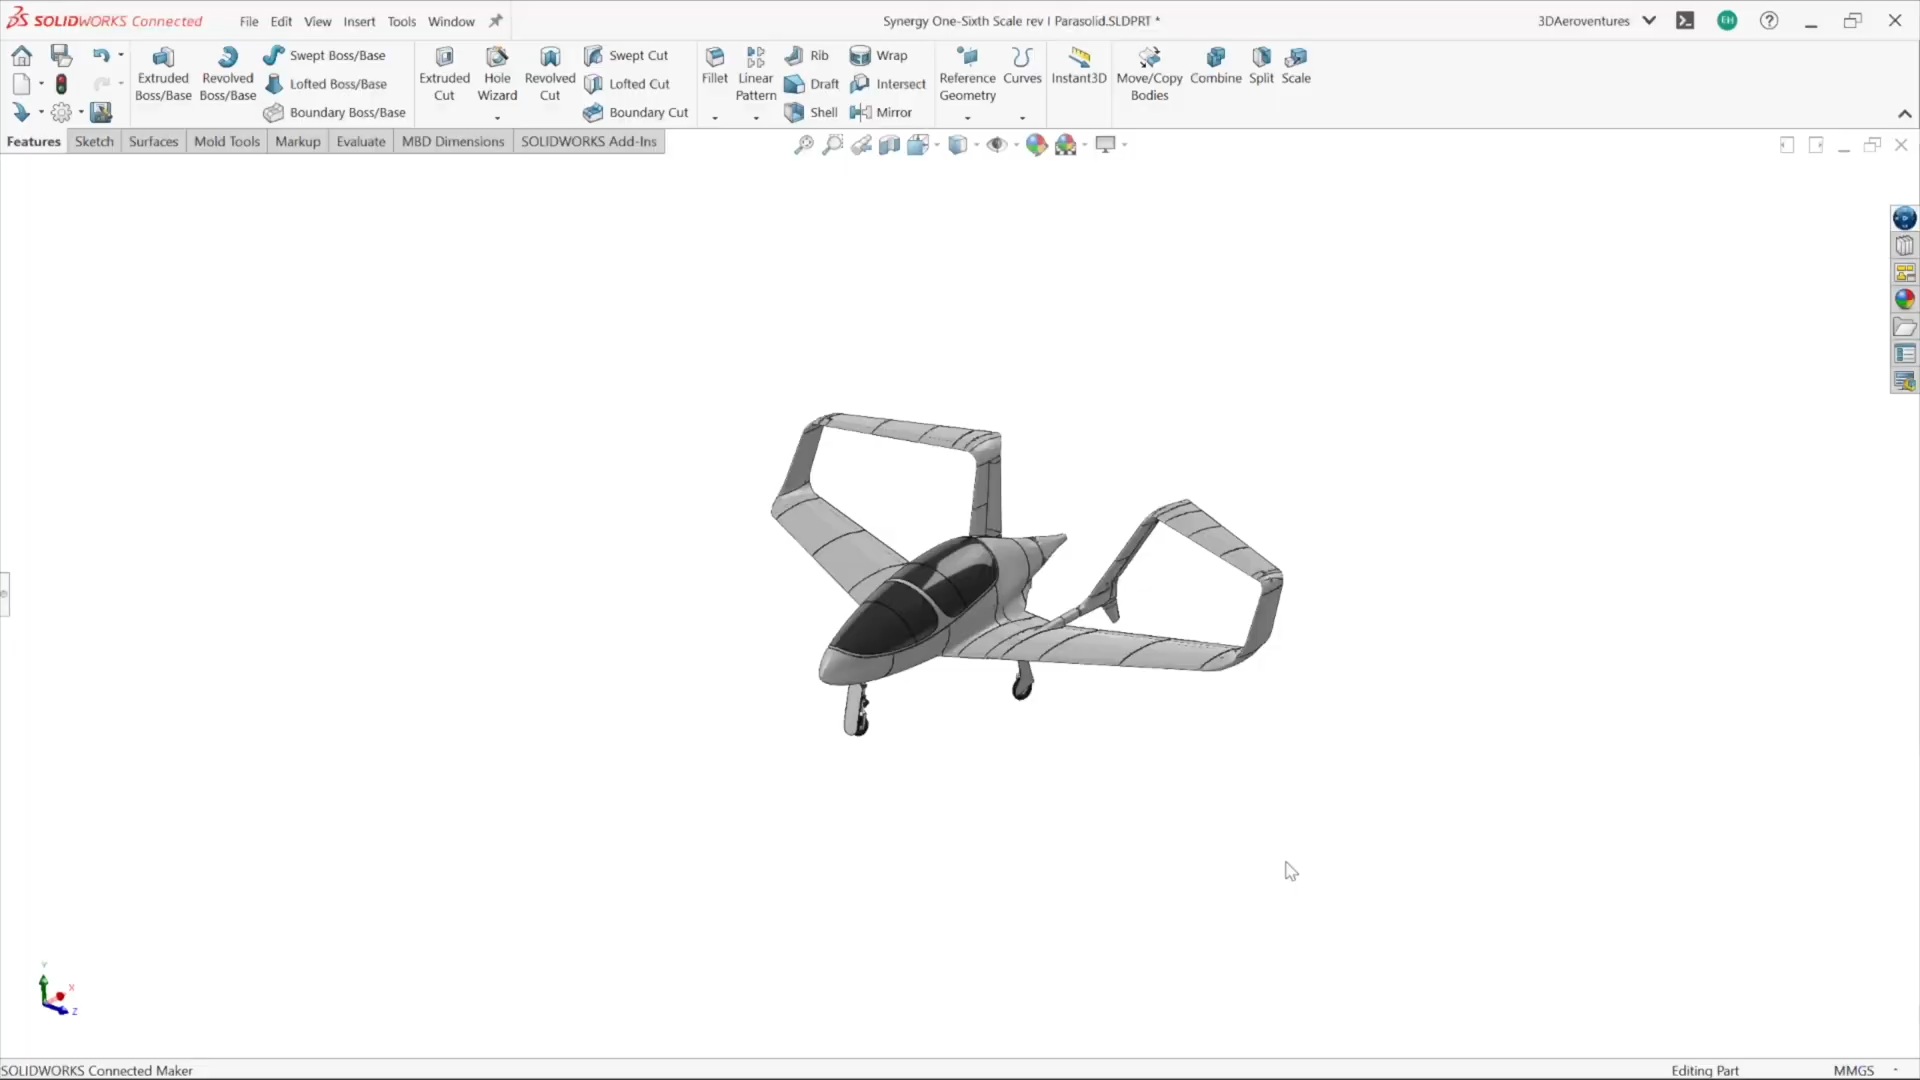 SOLIDWORKS Connected
File Edit View Insert Tools Window
Synergy One-Sixth Scale rev I Parasolid.SLDPRT *
3DAeroventures
EH
Extruded Boss/Base
Revolved Boss/Base
Swept Boss/Base
Lofted Boss/Base
Boundary Boss/Base
Extruded Cut
Hole Wizard
Revolved Cut
Swept Cut
Lofted Cut
Boundary Cut
Fillet
Linear Pattern
Rib
Draft
Shell
Wrap
Intersect
Mirror
Reference Geometry
Curves
Instant3D
Move/Copy Bodies
Combine
Split
Scale
Features Sketch Surfaces Mold Tools Markup Evaluate MBD Dimensions SOLIDWORKS Add-Ins
Y
X
Z
SOLIDWORKS Connected Maker
Editing Part
MMGS